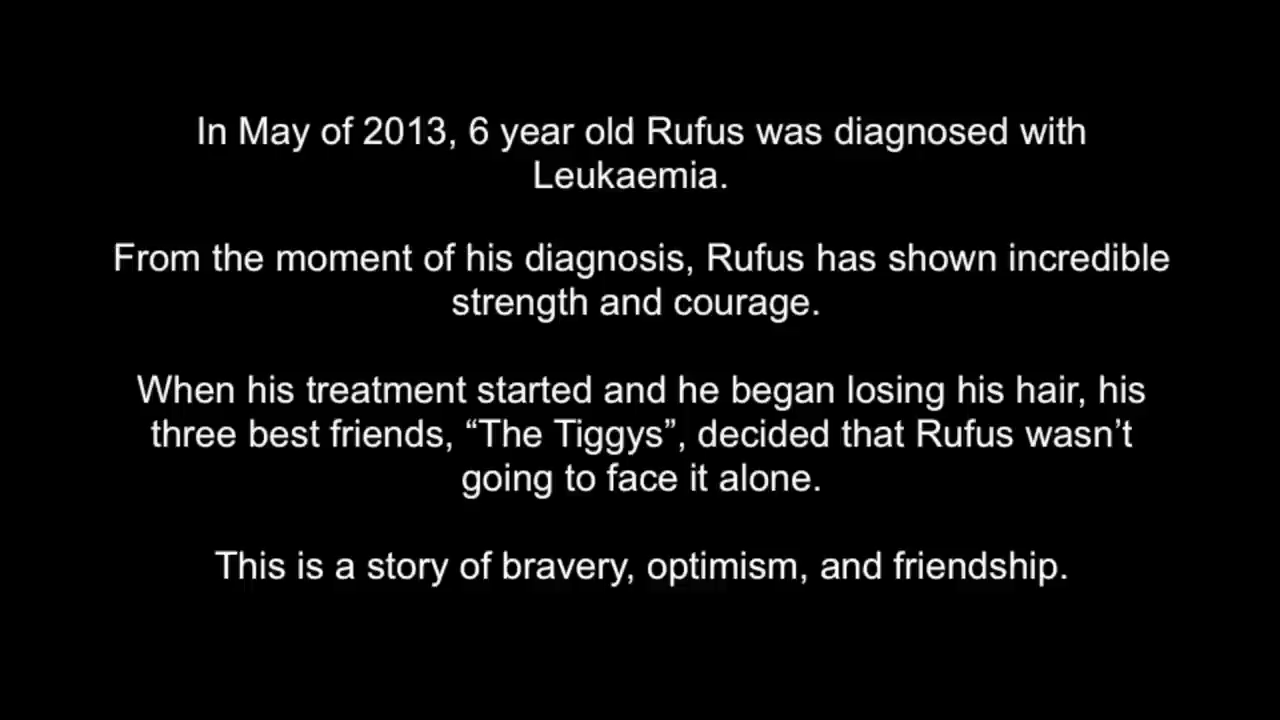 In May of 2013, 6 year old Rufus was diagnosed with
Leukaemia.
From the moment of his diagnosis, Rufus has shown incredible
strength and courage.
When his treatment started and he began losing his hair, his
three best friends, “The Tiggys”, decided that Rufus wasn’t
going to face it alone.
This is a story of bravery, optimism, and friendship.